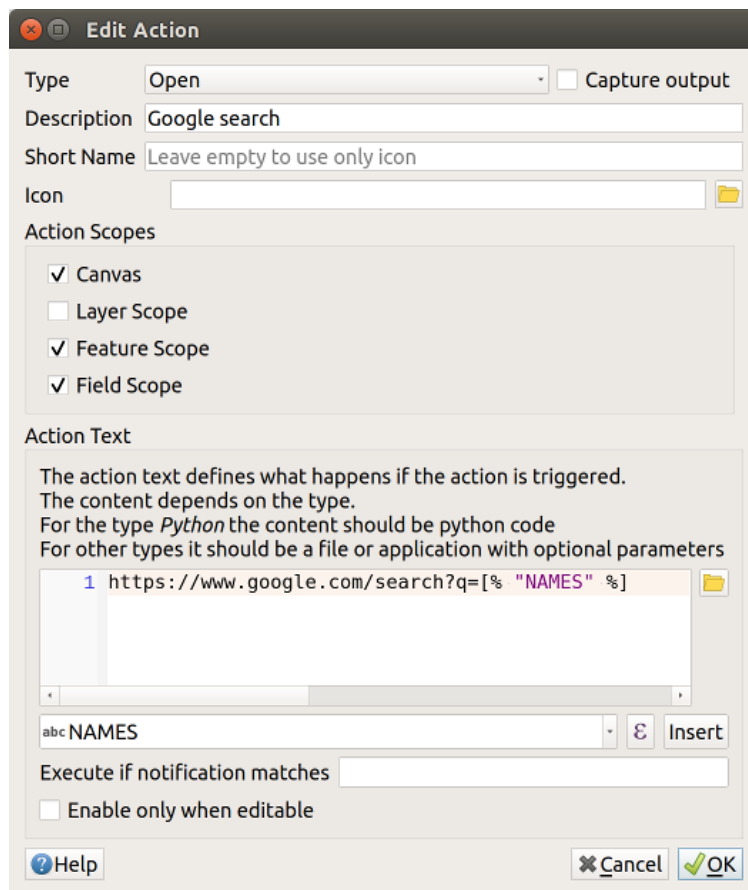 Edit Action
Type Open Capture output
Description Google search
Short Name Leave empty to use only icon
Icon
Action Scopes
Canvas
Layer Scope
Feature Scope
Field Scope
Action Text
The action text defines what happens if the action is triggered.
The content depends on the type.
For the type Python the content should be python code
For other types it should be a file or application with optional parameters
1 https://www.google.com/search?q=[% "NAMES" %]
abc NAMES ε Insert
Execute if notification matches
Enable only when editable
?Help Cancel OK